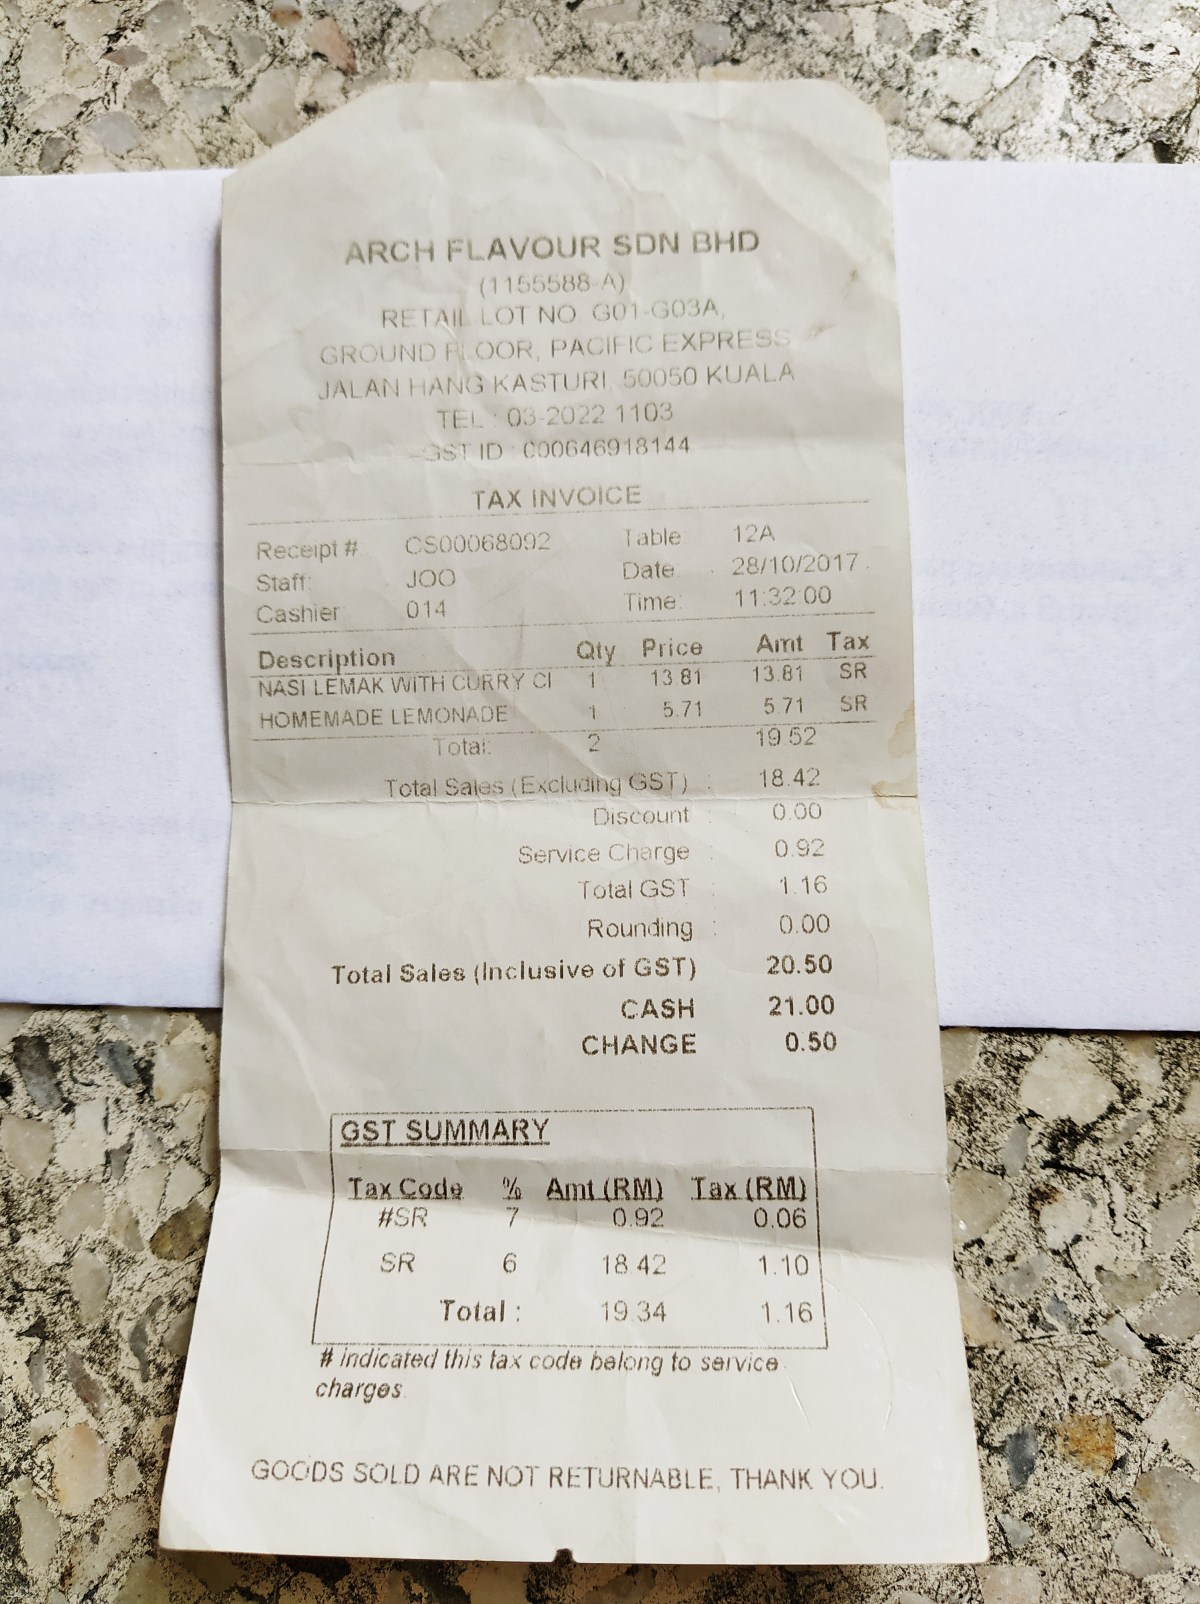 ARCH FLAVOUR SDN BHD
(1155588-A)
RETAIL LOT NO. G01-G03A,
GROUND FLOOR, PACIFIC EXPRESS
JALAN HANG KASTURI, 50050 KUALA
TEL : 03-2022 1103
GST ID : 000646918144
TAX INVOICE
Receipt # CS00068092 Table 12A
Staff: JOO Date 28/10/2017
Cashier 014 Time: 11:32:00
Description Qty Price Amt Tax
NASI LEMAK WITH CURRY CI 1 13.81 13.81 SR
HOMEMADE LEMONADE 1 5.71 5.71 SR
Total: 2 19.52
Total Sales (Excluding GST) : 18.42
Discount : 0.00
Service Charge : 0.92
Total GST : 1.16
Rounding : 0.00
Total Sales (Inclusive of GST) 20.50
CASH 21.00
CHANGE 0.50
GST SUMMARY
Tax Code % Amt (RM) Tax (RM)
#SR 7 0.92 0.06
SR 6 18.42 1.10
Total : 19.34 1.16
# indicated this tax code belong to service
charges
GOODS SOLD ARE NOT RETURNABLE, THANK YOU.